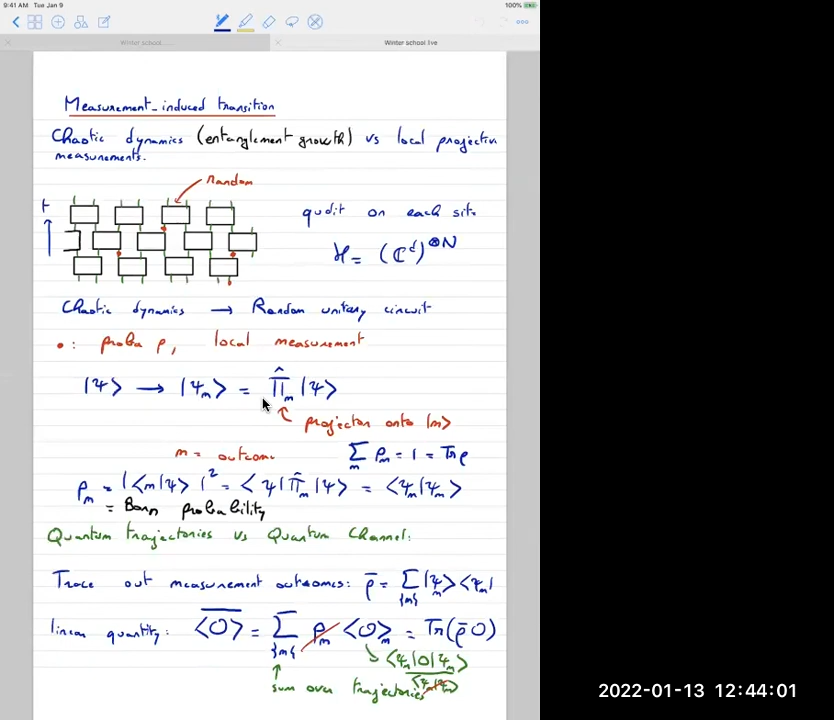 9:41 AM Tue Jan 9
100%
Winter school...
Winter school live
Measurement-induced transition
Chaotic dynamics (entanglement growth) vs local projective
measurements.
Random
t
qudit on each site
ℋ = (ℂ^d)^{⊗N}
Chaotic dynamics → Random unitary circuit
• : proba p, local measurement
|ψ> → |ψ_m> = Π̂_m |ψ>
projector onto |m>
m = outcome
Σ_m p_m = 1 = Tr ρ
p_m = |<m|ψ>|² = <ψ|Π̂_m|ψ> = <ψ_m|ψ_m>
= Born probability
Quantum trajectories vs Quantum Channel:
Trace out measurement outcomes: ρ̄ = Σ_{m} |ψ_m><ψ_m|
linear quantity: \overline{<O>} = Σ_{m} p_m <O>_m = Tr(ρ̄ O)
<ψ_m|O|ψ_m>
<ψ_m|ψ_m>
sum over trajectories
2022-01-13 12:44:01